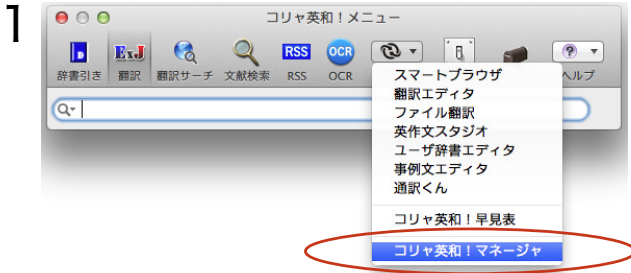 1
コリャ英和！メニュー
ExJ RSS OCR
辞書引き 翻訳 翻訳サーチ 文献検索 RSS OCR ヘルプ
スマートブラウザ
翻訳エディタ
ファイル翻訳
英作文スタジオ
ユーザ辞書エディタ
事例文エディタ
通訳くん
コリャ英和！早見表
コリャ英和！マネージャ